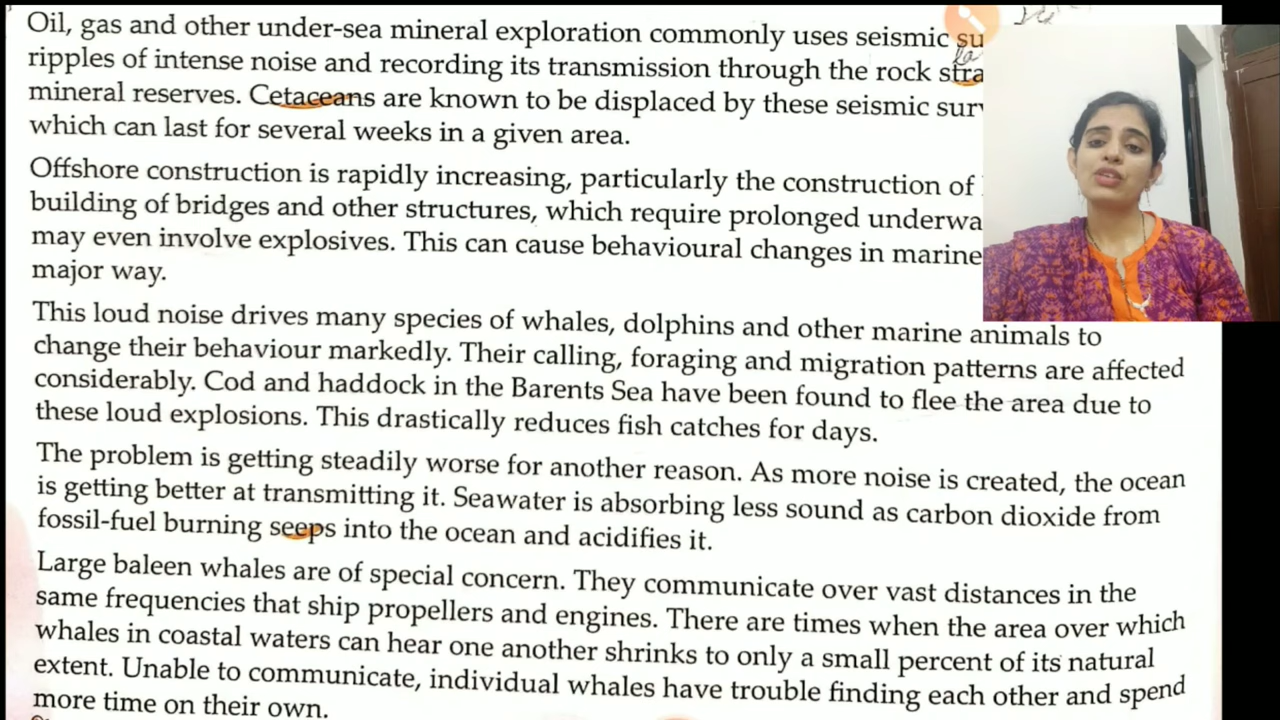 Oil, gas and other under-sea mineral exploration commonly uses seismic su
ripples of intense noise and recording its transmission through the rock stra
mineral reserves. Cetaceans are known to be displaced by these seismic sur
which can last for several weeks in a given area.
Offshore construction is rapidly increasing, particularly the construction of
building of bridges and other structures, which require prolonged underwa
may even involve explosives. This can cause behavioural changes in marine
major way.
This loud noise drives many species of whales, dolphins and other marine animals to
change their behaviour markedly. Their calling, foraging and migration patterns are affected
considerably. Cod and haddock in the Barents Sea have been found to flee the area due to
these loud explosions. This drastically reduces fish catches for days.
The problem is getting steadily worse for another reason. As more noise is created, the ocean
is getting better at transmitting it. Seawater is absorbing less sound as carbon dioxide from
fossil-fuel burning seeps into the ocean and acidifies it.
Large baleen whales are of special concern. They communicate over vast distances in the
same frequencies that ship propellers and engines. There are times when the area over which
whales in coastal waters can hear one another shrinks to only a small percent of its natural
extent. Unable to communicate, individual whales have trouble finding each other and spend
more time on their own.